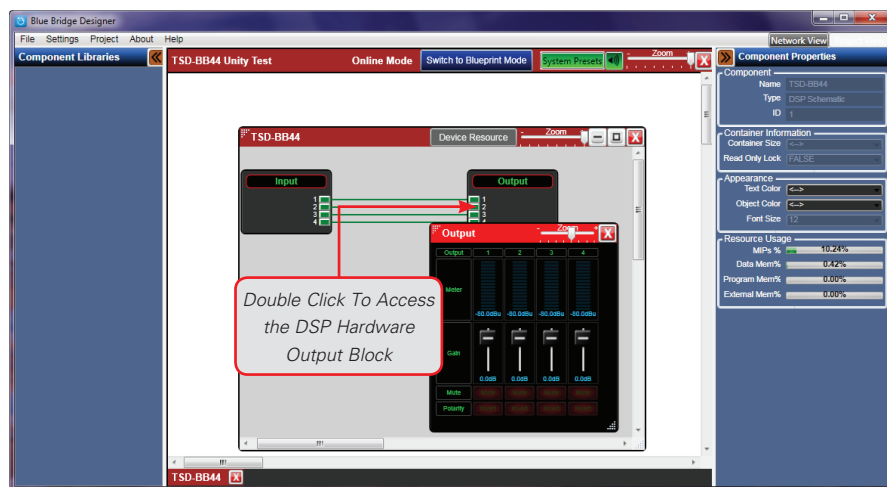 Blue Bridge Designer
File Settings Project About Help
Network View
Component Libraries
TSD-BB44 Unity Test Online Mode Switch to Blueprint Mode System Presets - Zoom +
Component Properties
Component
Name TSD-BB44
Type DSP Schematic
ID 1
Container Information
Container Size <-->
Read Only Lock FALSE
Appearance
Text Color <-->
Object Color <-->
Font Size 12
Resource Usage
MIPs % 10.24%
Data Mem% 0.42%
Program Mem% 0.00%
External Mem% 0.00%
TSD-BB44 Device Resource - Zoom
Input
1
2
3
4
Output
1
2
3
4
Output - Zoom +
Output 1 2 3 4
Meter
-80.0dBu -80.0dBu -80.0dBu -80.0dBu
Gain
0.0dB 0.0dB 0.0dB 0.0dB
Mute
Polarity
Double Click To Access
the DSP Hardware
Output Block
TSD-BB44